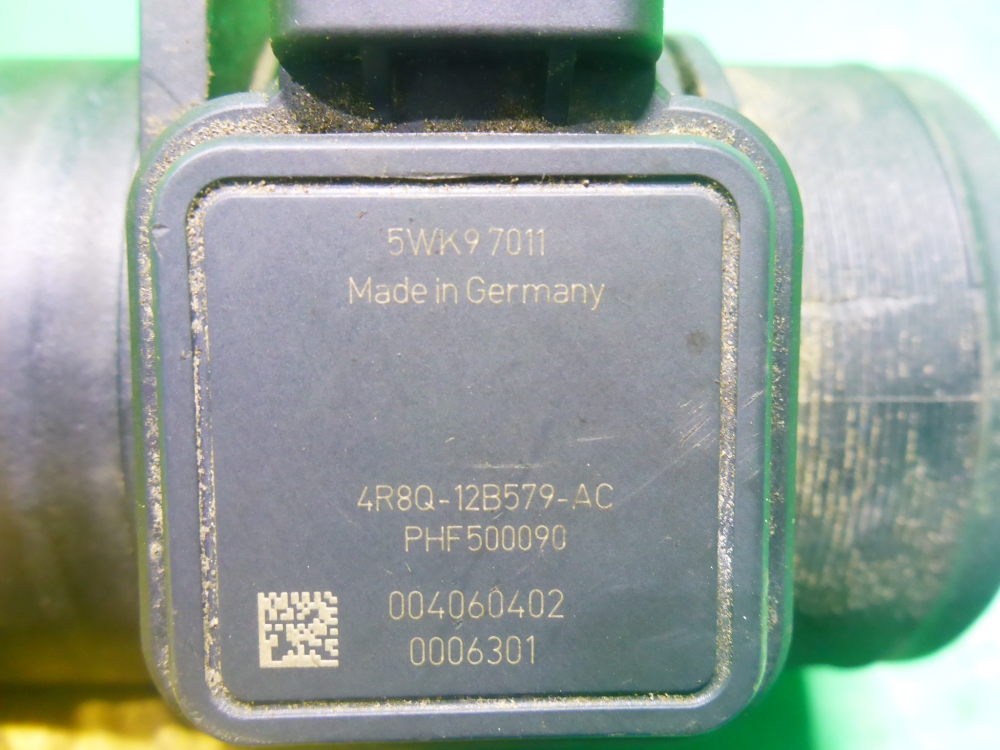 5WK9 7011
Made in Germany
4R8Q-12B579-AC
PHF500090
004060402
0006301